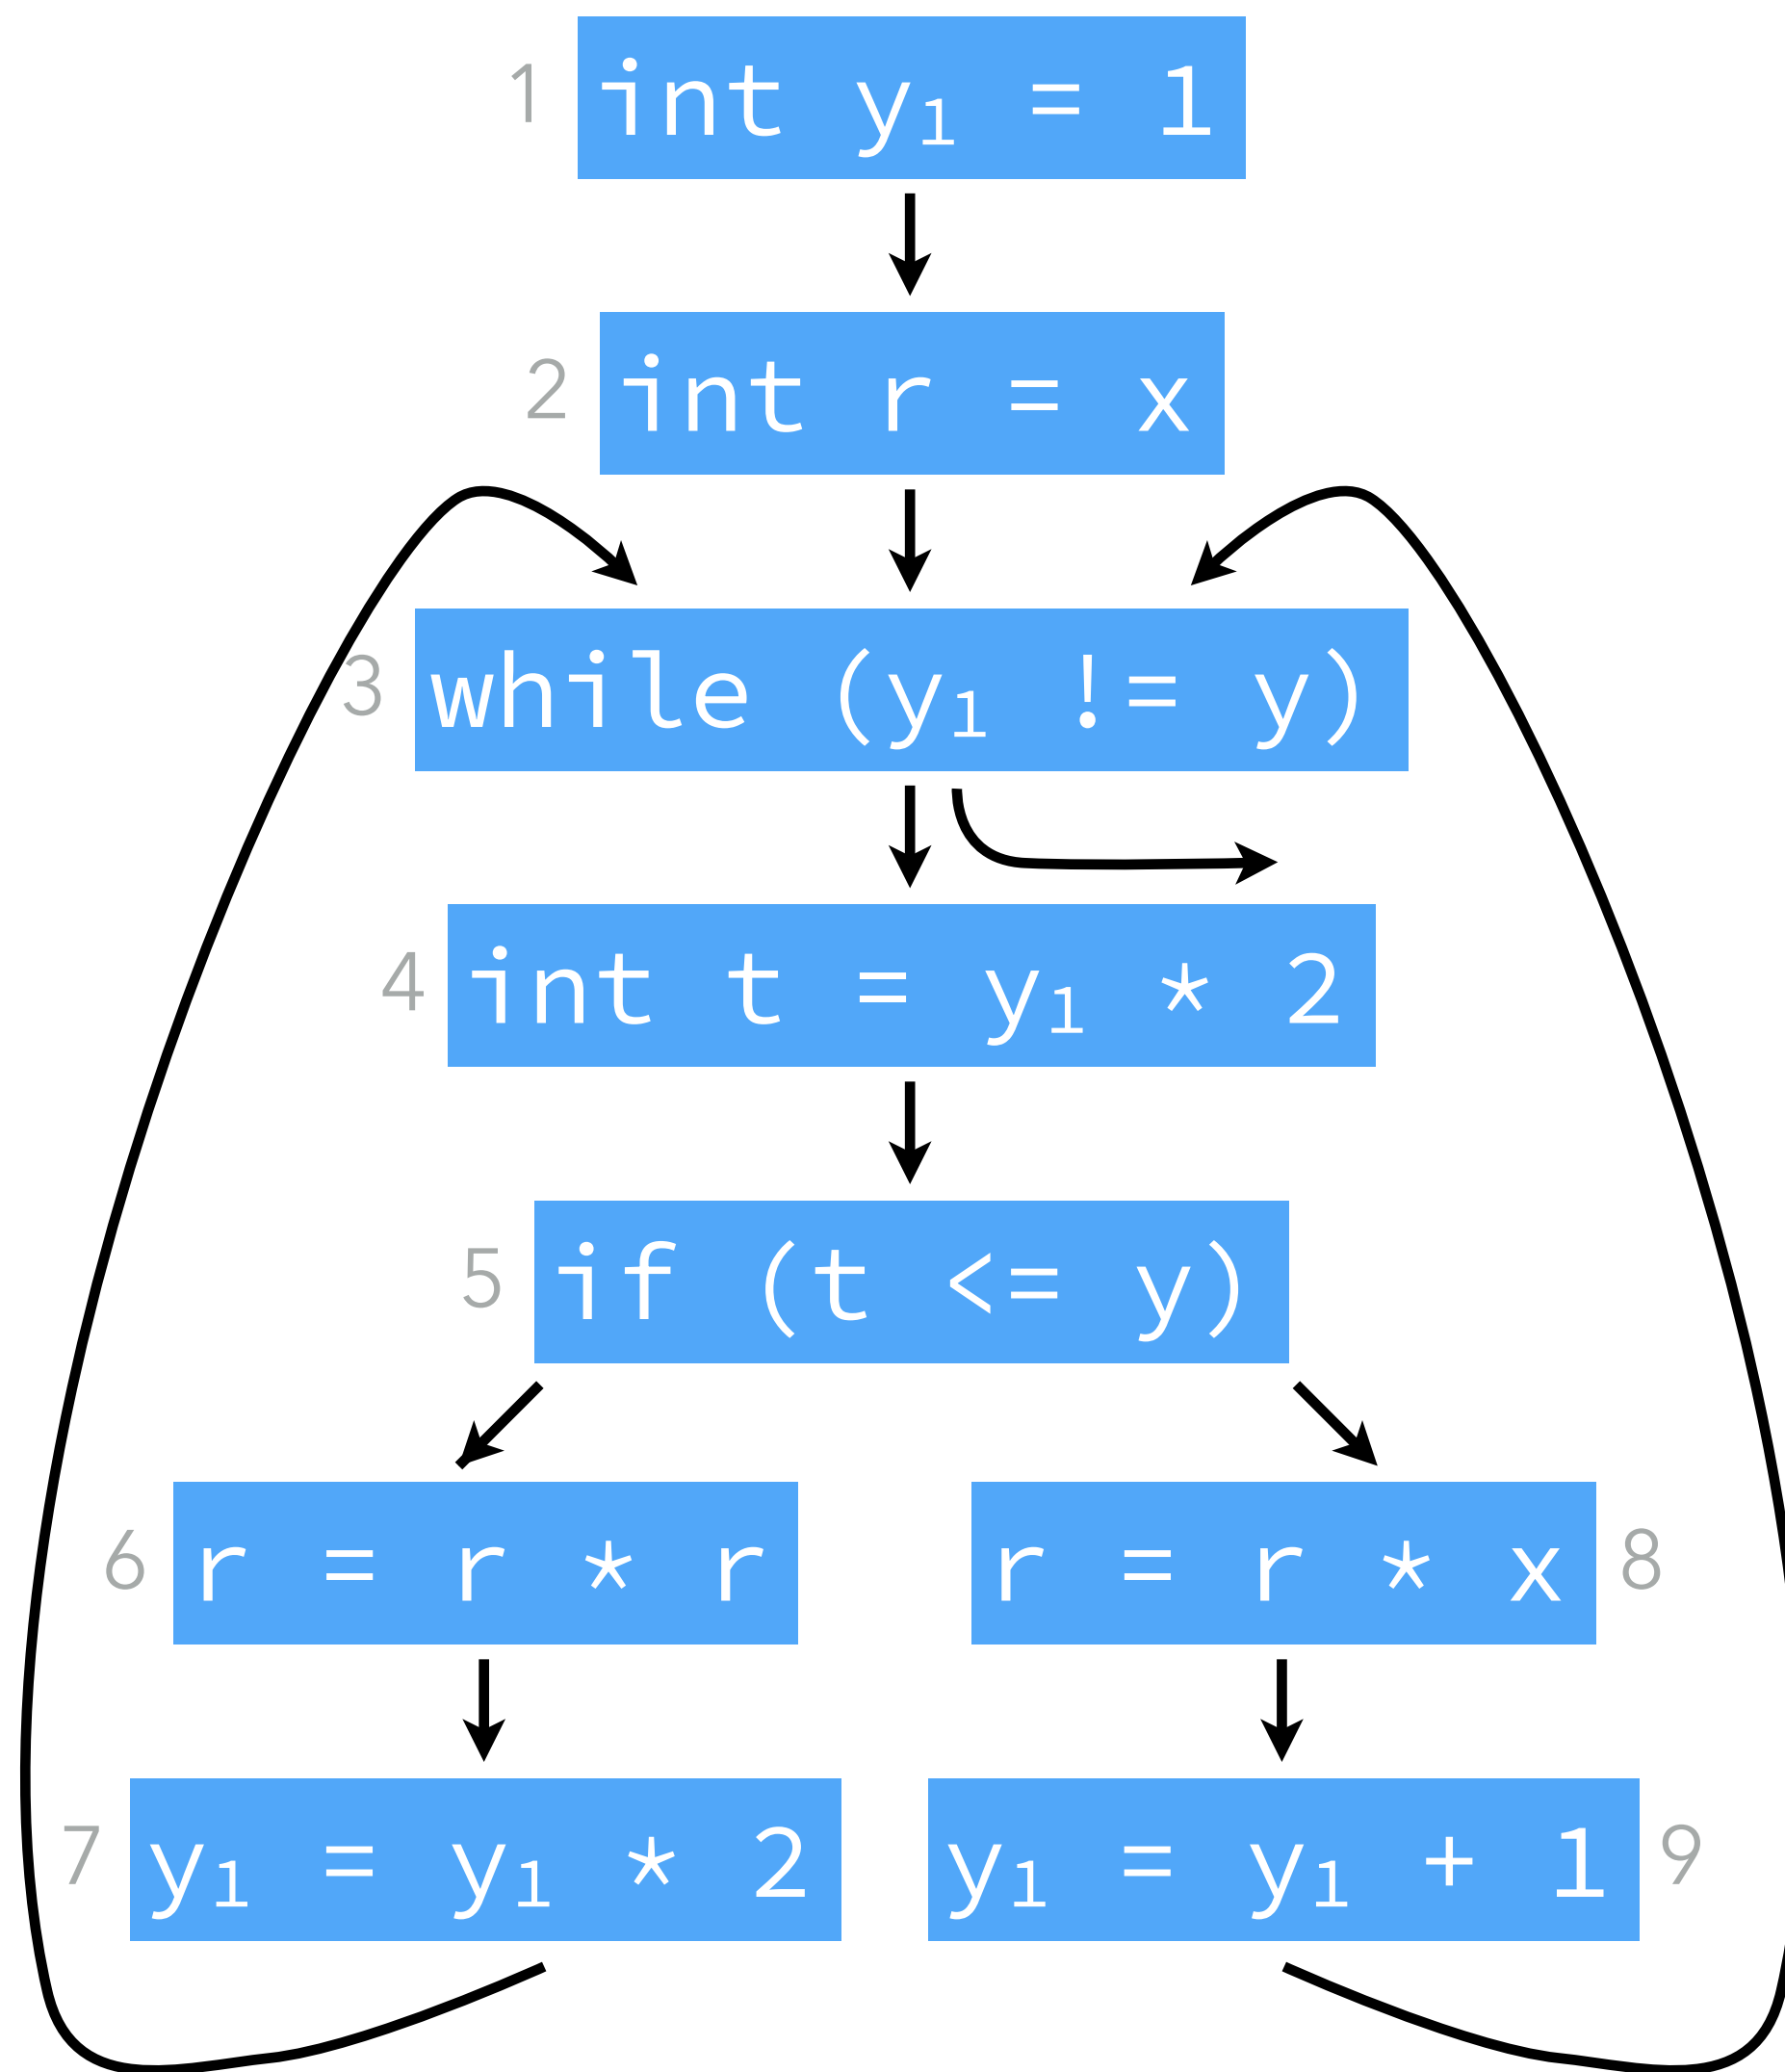 1 int y₁ = 1
2 int r = x
3 while (y₁ != y)
4 int t = y₁ * 2
5 if (t <= y)
6 r = r * r
r = r * x 8
7 y₁ = y₁ * 2
y₁ = y₁ + 1 9